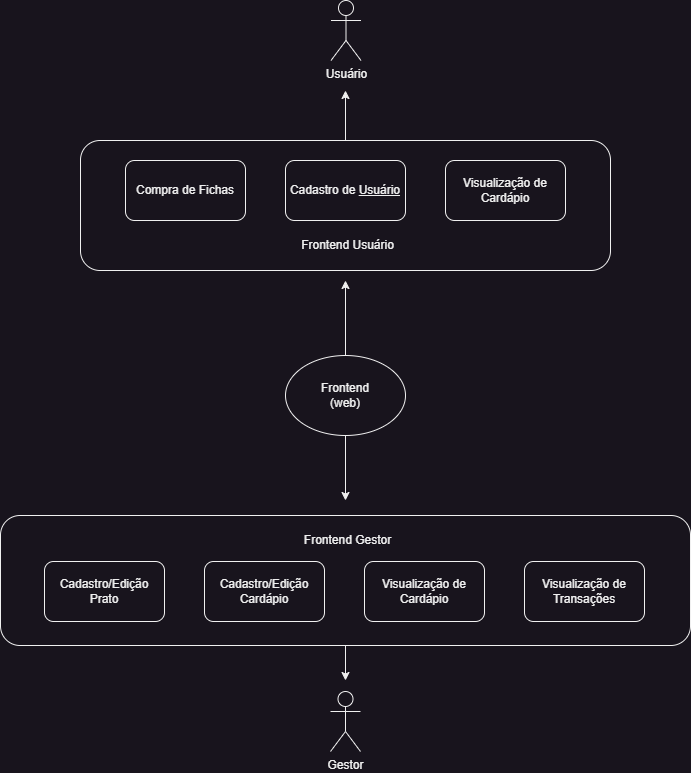 Usuário
Compra de Fichas
Cadastro de Usuário
Visualização de
Cardápio
Frontend Usuário
Frontend
(web)
Frontend Gestor
Cadastro/Edição
Prato
Cadastro/Edição
Cardápio
Visualização de
Cardápio
Visualização de
Transações
Gestor